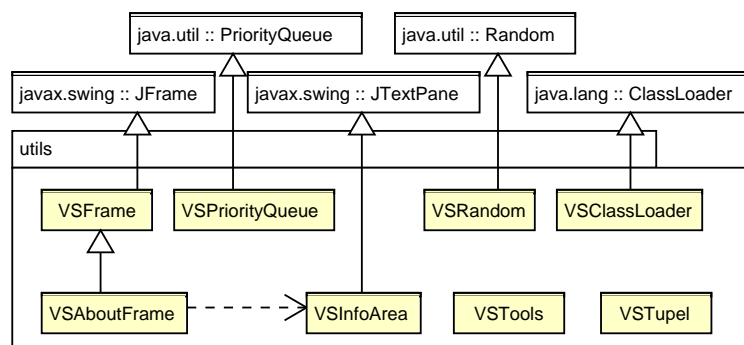 java.util :: PriorityQueue
java.util :: Random
javax.swing :: JFrame
javax.swing :: JTextPane
java.lang :: ClassLoader
utils
VSFrame
VSPriorityQueue
VSRandom
VSClassLoader
VSAboutFrame
VSInfoArea
VSTools
VSTupel